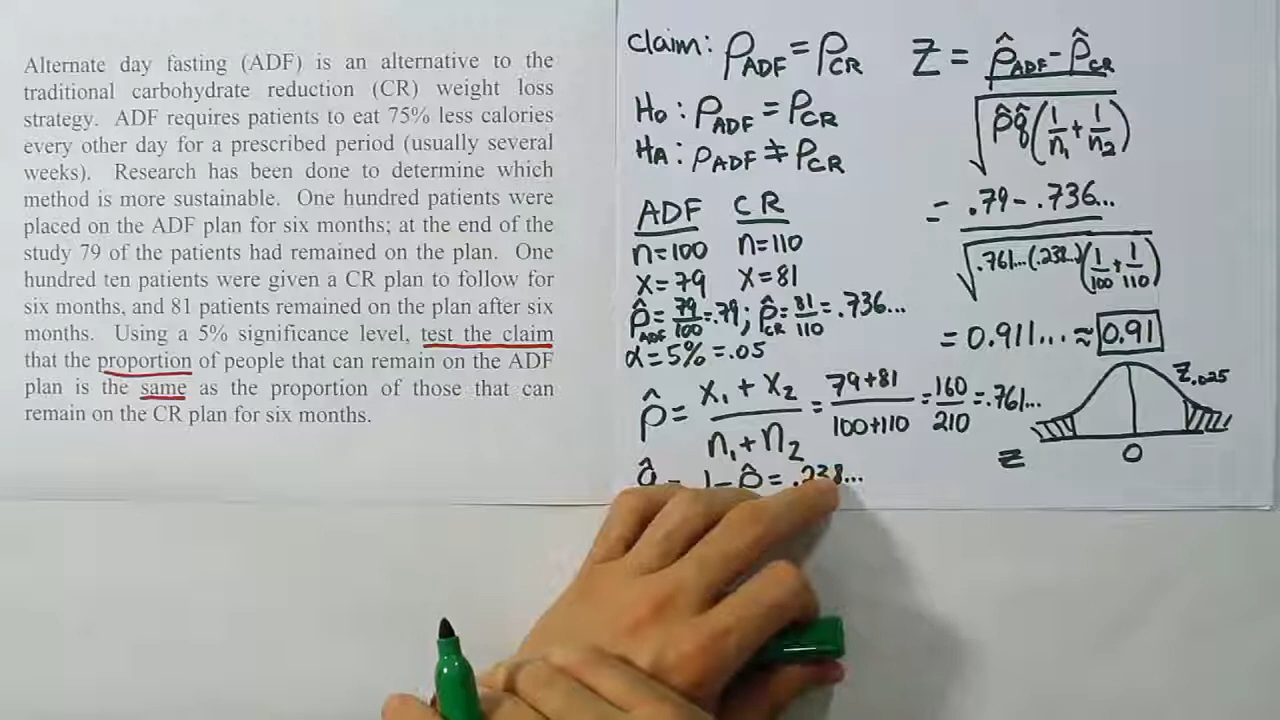 Alternate day fasting (ADF) is an alternative to the
traditional carbohydrate reduction (CR) weight loss
strategy. ADF requires patients to eat 75% less calories
every other day for a prescribed period (usually several
weeks). Research has been done to determine which
method is more sustainable. One hundred patients were
placed on the ADF plan for six months; at the end of the
study 79 of the patients had remained on the plan. One
hundred ten patients were given a CR plan to follow for
six months, and 81 patients remained on the plan after six
months. Using a 5% significance level, test the claim
that the proportion of people that can remain on the ADF
plan is the same as the proportion of those that can
remain on the CR plan for six months.
claim: p_ADF = p_CR
H₀: p_ADF = p_CR
H_A: p_ADF ≠ p_CR
ADF CR
n=100 n=110
x=79 x=81
p̂_ADF = 79/100 = .79; p̂_CR = 81/110 = .736...
α = 5% = .05
p̂ = (x₁ + x₂)/(n₁ + n₂) = (79+81)/(100+110) = 160/210 = .761...
q̂ = 1 - p̂ = .238...
z = (p̂_ADF - p̂_CR)/√(p̂q̂(1/n₁ + 1/n₂))
= (.79 - .736...)/√(.761...(.238...)(1/100 + 1/110))
= 0.911... ≈ 0.91
z.025
z 0